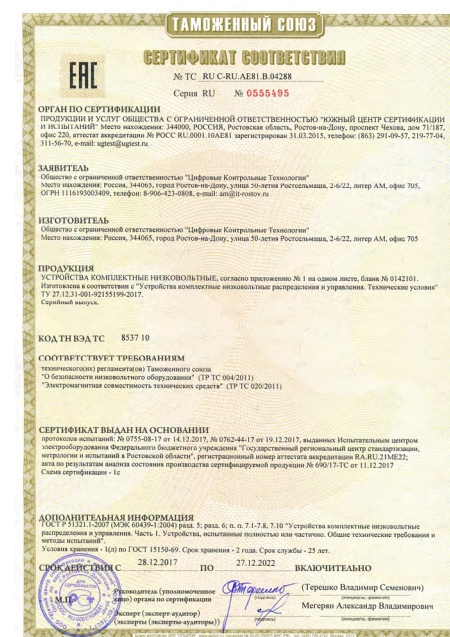 ТАМОЖЕННЫЙ СОЮЗ
СЕРТИФИКАТ СООТВЕТСТВИЯ
ЕАС
№ ТС RU C-RU.АЕ81.В.04288
Серия RU № 0555495
ОРГАН ПО СЕРТИФИКАЦИИ
ПРОДУКЦИИ И УСЛУГ ОБЩЕСТВА С ОГРАНИЧЕННОЙ ОТВЕТСТВЕННОСТЬЮ "ЮЖНЫЙ ЦЕНТР СЕРТИФИКАЦИИ
И ИСПЫТАНИЙ" Место нахождения: 344000, РОССИЯ, Ростовская область, Ростов-на-Дону, проспект Чехова, дом 71/187,
офис 220, аттестат аккредитации № РОСС RU.0001.10АЕ81 зарегистрирован 31.03.2015, телефон: (863) 291-09-57, 219-77-04,
311-56-70, e-mail: ugtest@ugtest.ru
ЗАЯВИТЕЛЬ
Общество с ограниченной ответственностью "Цифровые Контрольные Технологии"
Место нахождения: Россия, 344065, город Ростов-на-Дону, улица 50-летия Ростсельмаша, 2-6/22, литер АМ, офис 705,
ОГРН 1116193003409, телефон: 8-906-423-0808, e-mail: am@it-rostov.ru
ИЗГОТОВИТЕЛЬ
Общество с ограниченной ответственностью "Цифровые Контрольные Технологии"
Место нахождения: Россия, 344065, город Ростов-на-Дону, улица 50-летия Ростсельмаша, 2-6/22, литер АМ, офис 705
ПРОДУКЦИЯ
УСТРОЙСТВА КОМПЛЕКТНЫЕ НИЗКОВОЛЬТНЫЕ, согласно приложению № 1 на одном листе, бланк № 0142101.
Изготовлена в соответствии с "Устройства комплектные низковольтные распределения и управления. Технические условия"
ТУ 27.12.31-001-92155199-2017.
Серийный выпуск.
КОД ТН ВЭД ТС 8537 10
СООТВЕТСТВУЕТ ТРЕБОВАНИЯМ
технического(их) регламента(ов) Таможенного союза
"О безопасности низковольтного оборудования" (ТР ТС 004/2011)
"Электромагнитная совместимость технических средств" (ТР ТС 020/2011)
СЕРТИФИКАТ ВЫДАН НА ОСНОВАНИИ
протоколов испытаний: № 0755-08-17 от 14.12.2017, № 0762-44-17 от 19.12.2017, выданных Испытательным центром
электрооборудования Федерального бюджетного учреждения "Государственный региональный центр стандартизации,
метрологии и испытаний в Ростовской области", регистрационный номер аттестата аккредитации RA.RU.21МЕ22;
акта по результатам анализа состояния производства сертифицируемой продукции № 690/17-ТС от 11.12.2017
Схема сертификации - 1с
ДОПОЛНИТЕЛЬНАЯ ИНФОРМАЦИЯ
ГОСТ Р 51321.1-2007 (МЭК 60439-1:2004) разд. 5; разд. 6; п. п. 7.1-7.8, 7.10 "Устройства комплектные низковольтные
распределения и управления. Часть 1. Устройства, испытанные полностью или частично. Общие технические требования и
методы испытаний".
Условия хранения - 1(л) по ГОСТ 15150-69. Срок хранения - 2 года. Срок службы - 25 лет.
СРОК ДЕЙСТВИЯ С 28.12.2017 ПО 27.12.2022 ВКЛЮЧИТЕЛЬНО
М.П. Руководитель (уполномоченное (Терешко Владимир Семенович)
лицо) органа по сертификации
Эксперт (эксперт-аудитор) Мегерян Александр Владимирович
(эксперты (эксперты-аудиторы))